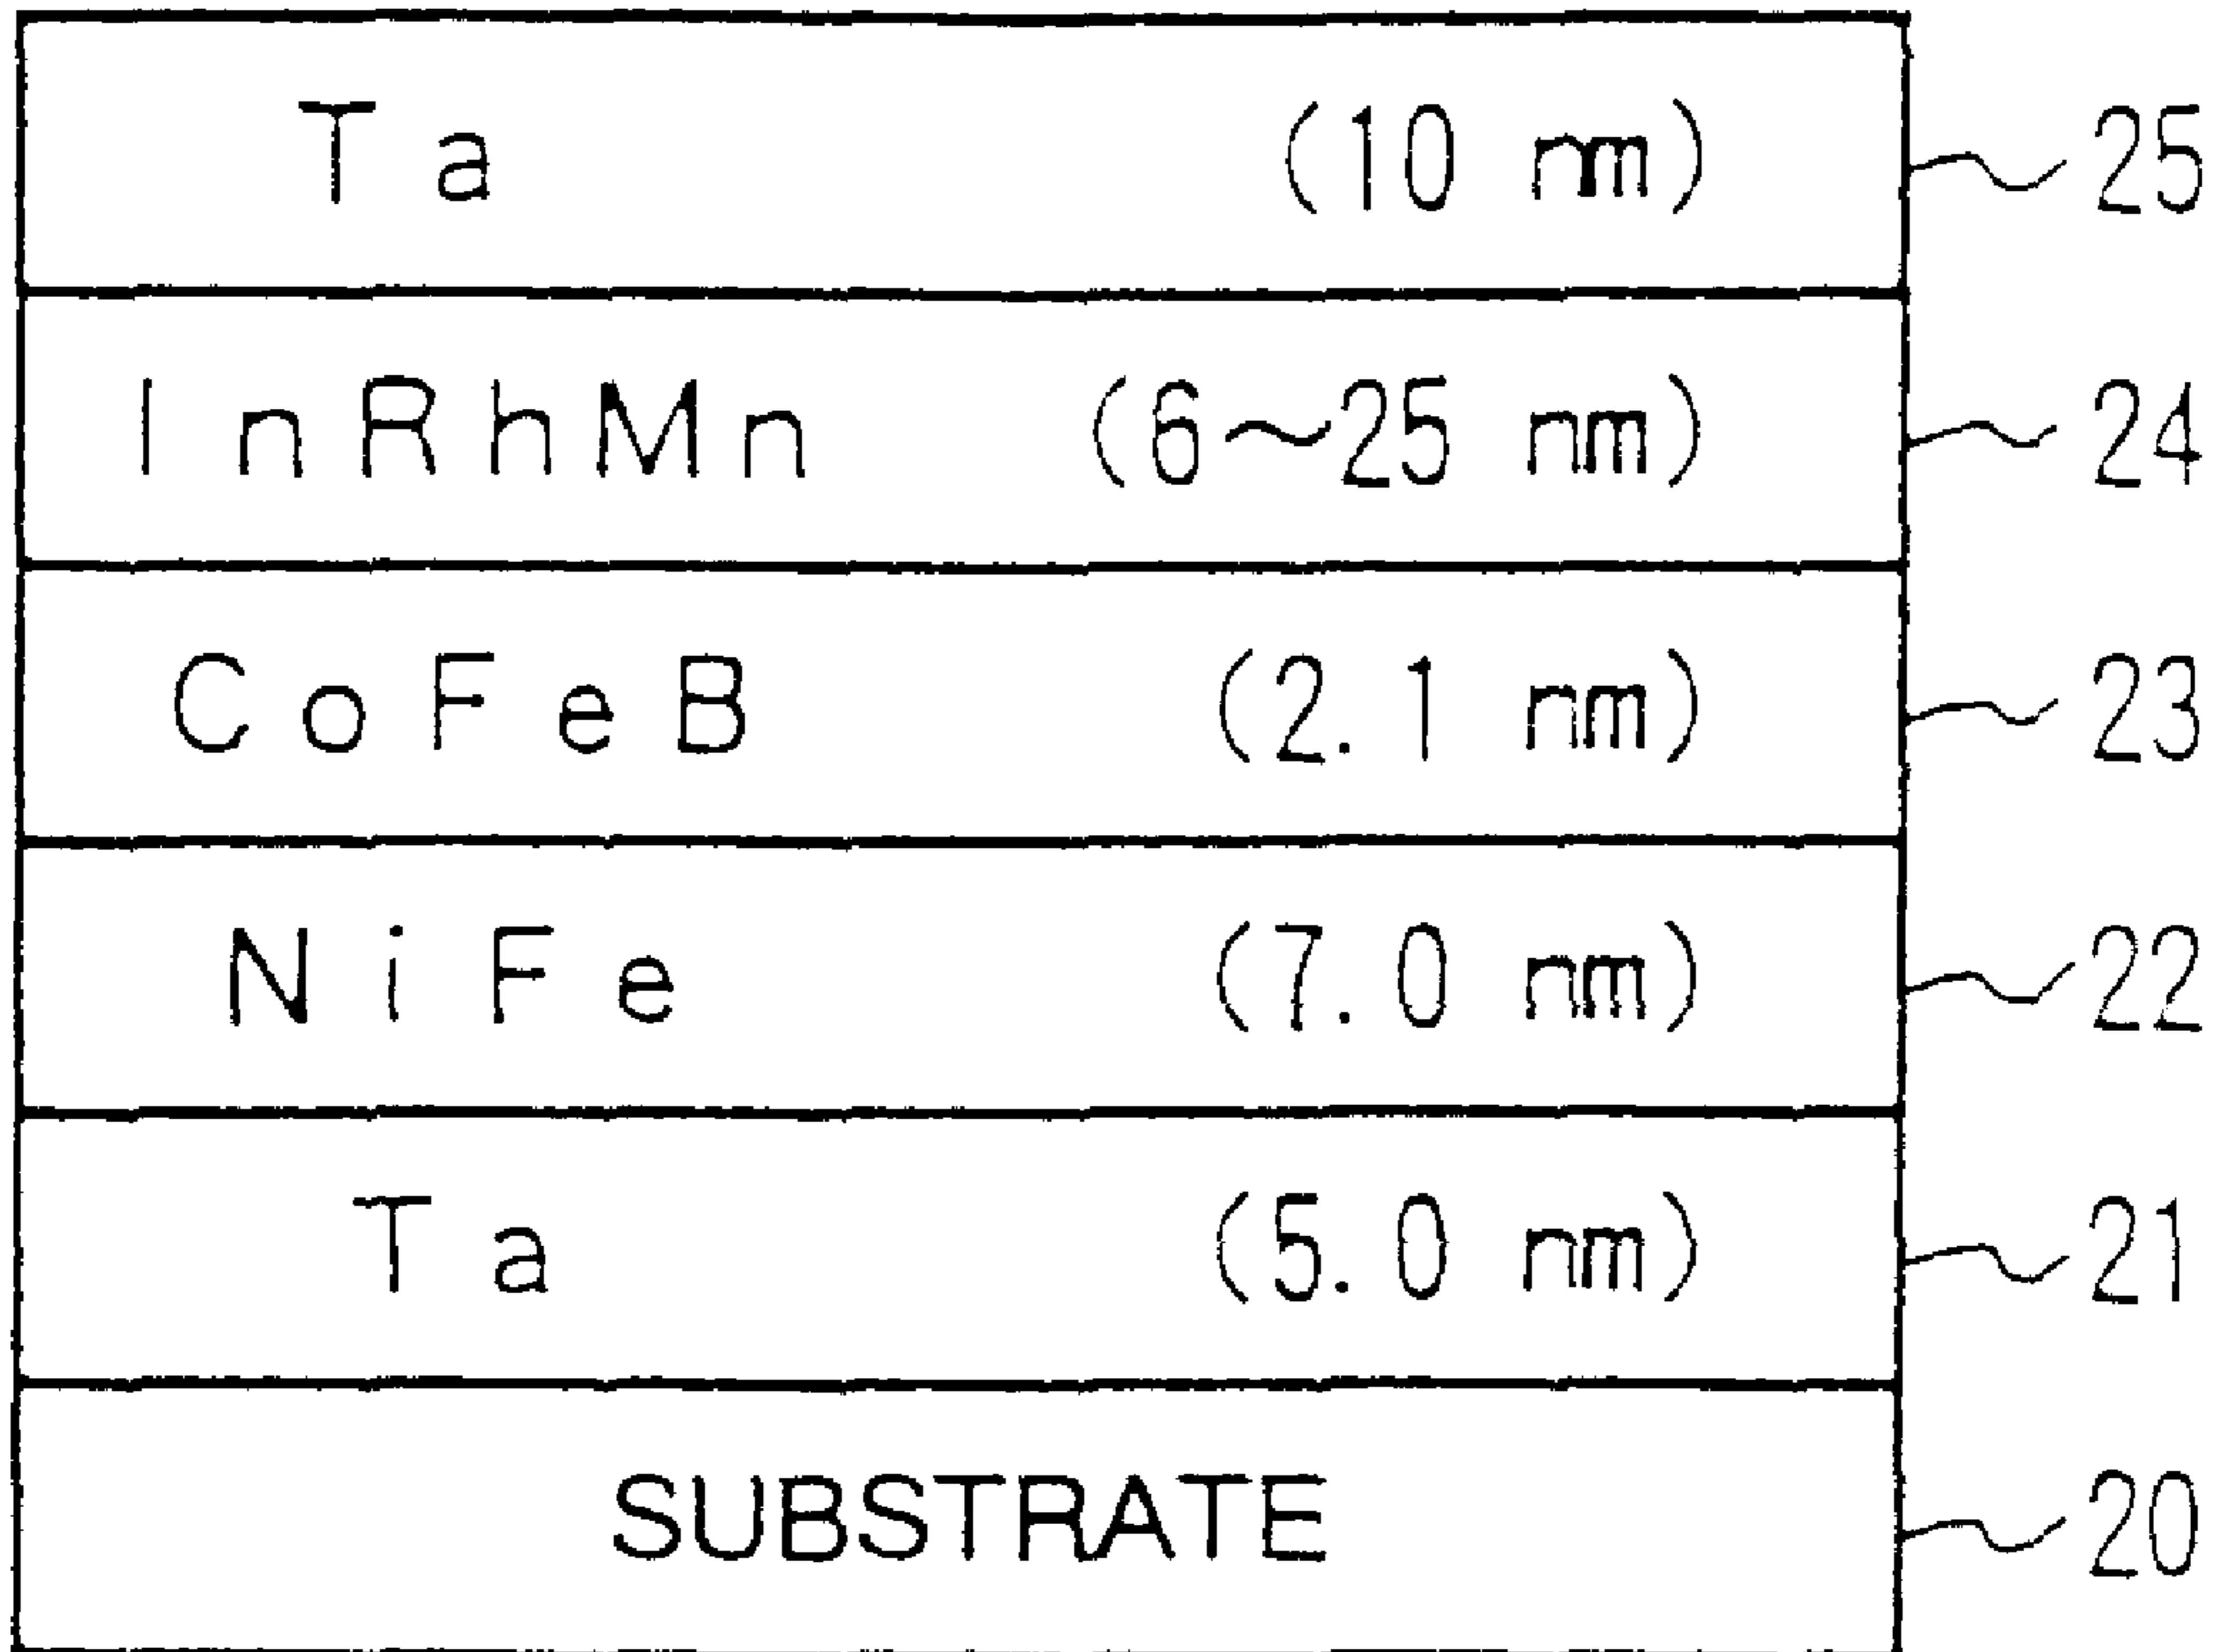 Ta (10 nm) 25
InRhMn (6~25 nm) 24
CoFeB (2.1 nm) 23
NiFe (7.0 nm) 22
Ta (5.0 nm) 21
SUBSTRATE 20